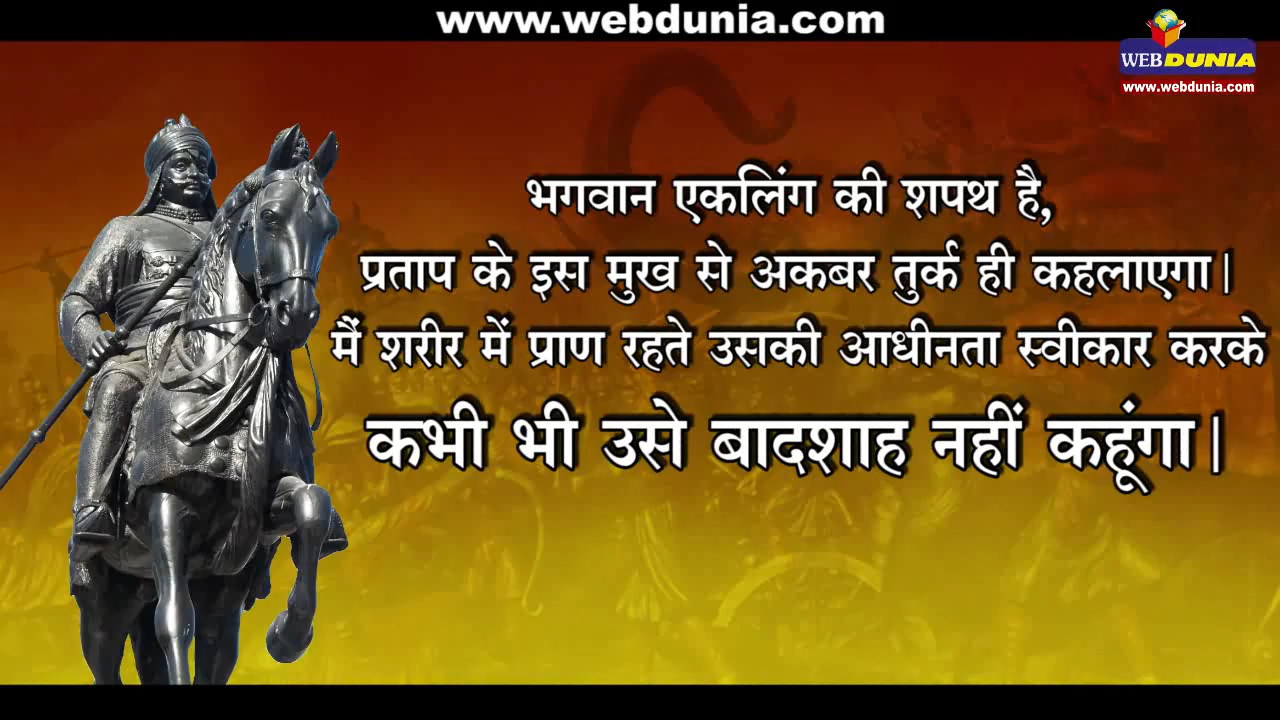 www.webdunia.com
WEBDUNIA
www.webdunia.com
भगवान एकलिंग की शपथ है,
प्रताप के इस मुख से अकबर तुर्क ही कहलाएगा।
मैं शरीर में प्राण रहते उसकी आधीनता स्वीकार करके
कभी भी उसे बादशाह नहीं कहूंगा।